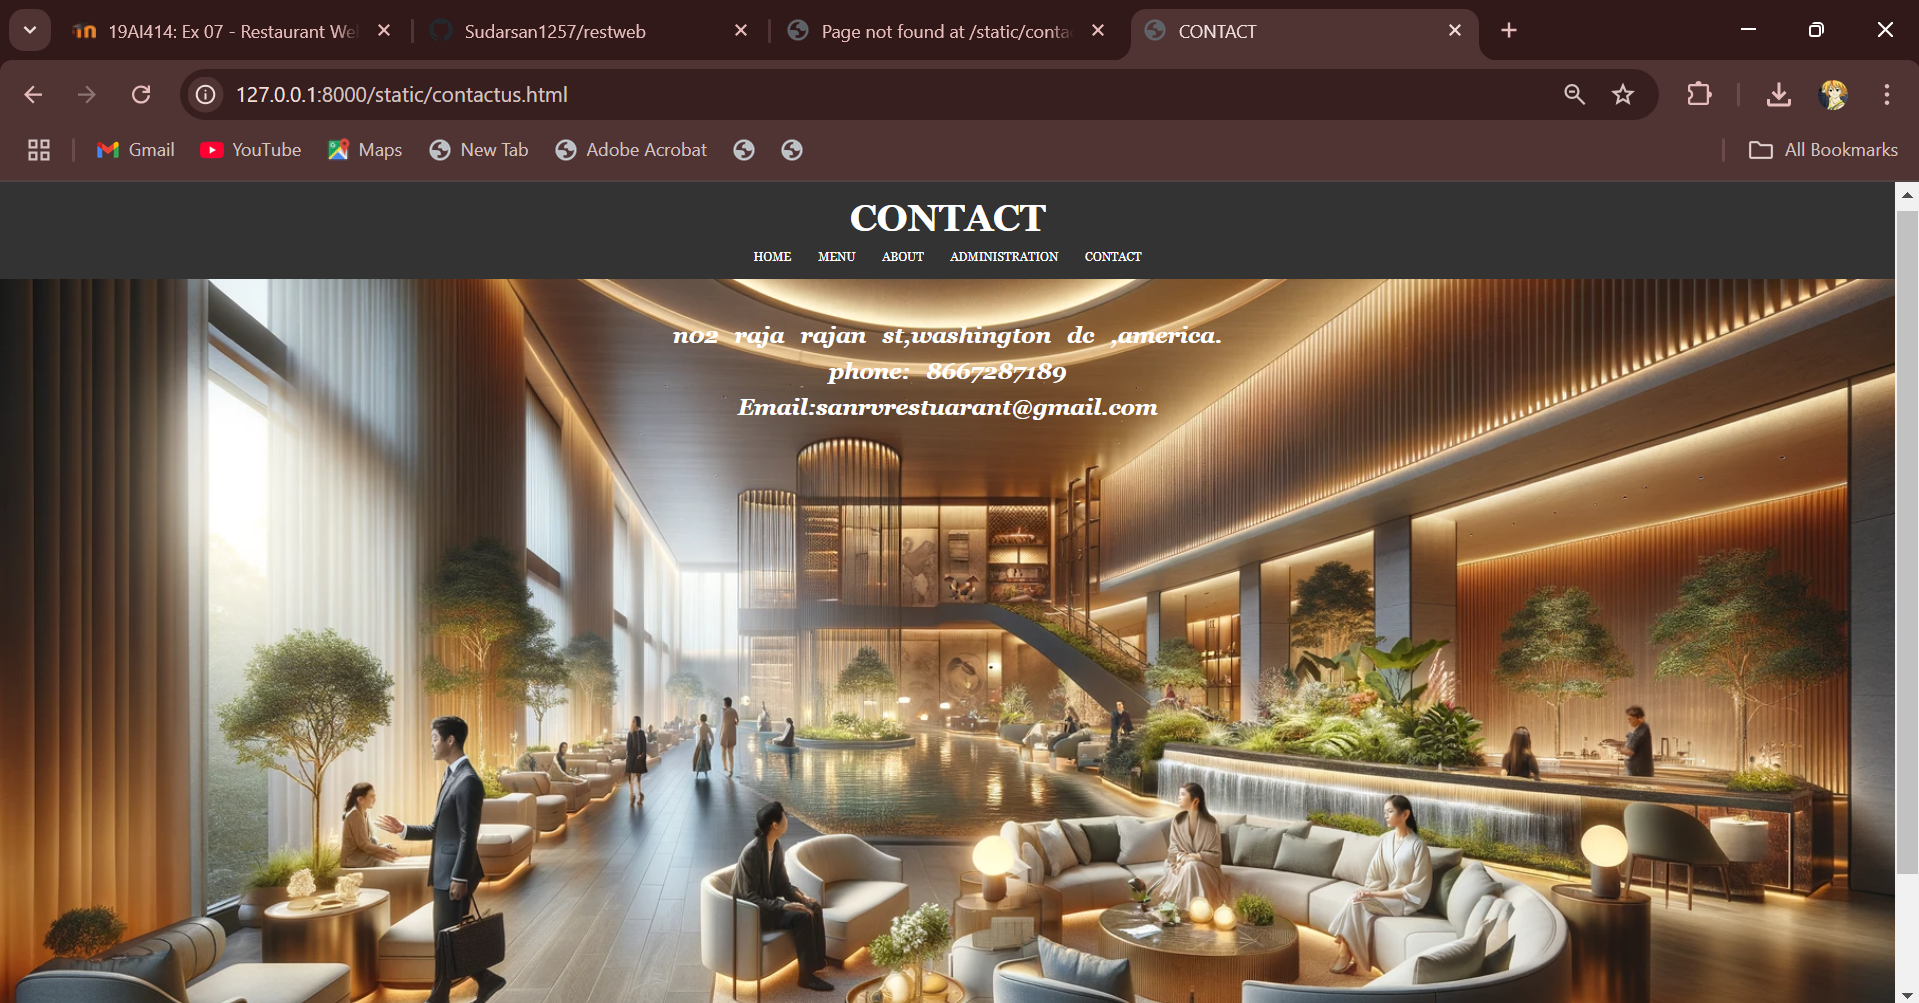 19AI414: Ex 07 - Restaurant We
Sudarsan1257/restweb
Page not found at /static/conta
CONTACT
127.0.0.1:8000/static/contactus.html
Gmail
YouTube
Maps
New Tab
Adobe Acrobat
All Bookmarks
CONTACT
HOME MENU ABOUT ADMINISTRATION CONTACT
no2 raja rajan st,washington dc ,america.
phone: 8667287189
Email:sanrvrestuarant@gmail.com